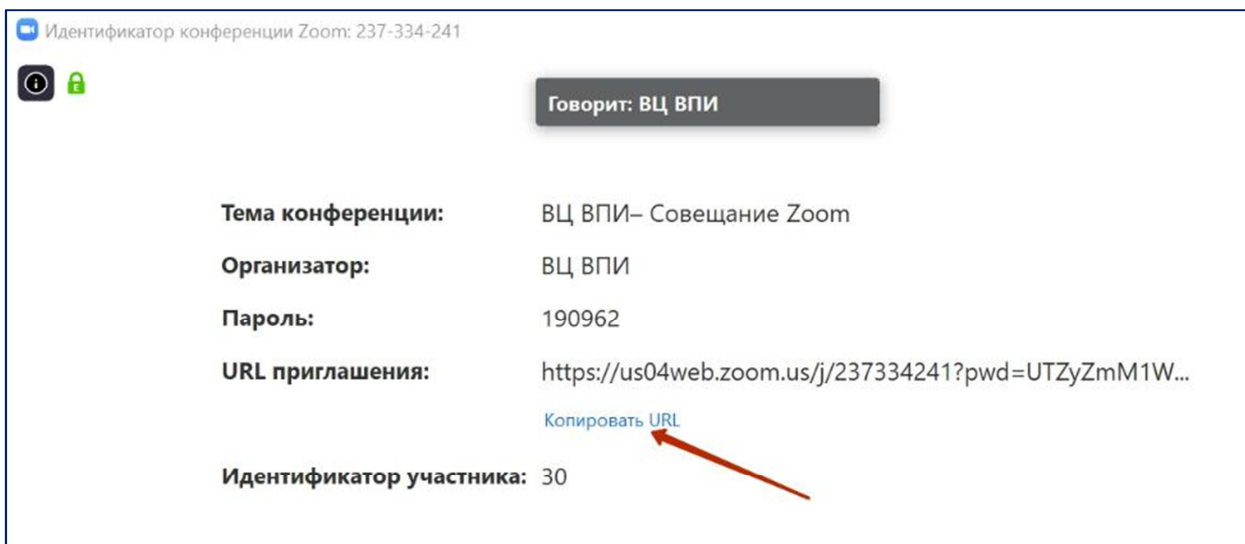 Идентификатор конференции Zoom: 237-334-241
Говорит: ВЦ ВПИ
Тема конференции: ВЦ ВПИ– Совещание Zoom
Организатор: ВЦ ВПИ
Пароль: 190962
URL приглашения: https://us04web.zoom.us/j/237334241?pwd=UTZyZmM1W...
Копировать URL
Идентификатор участника: 30